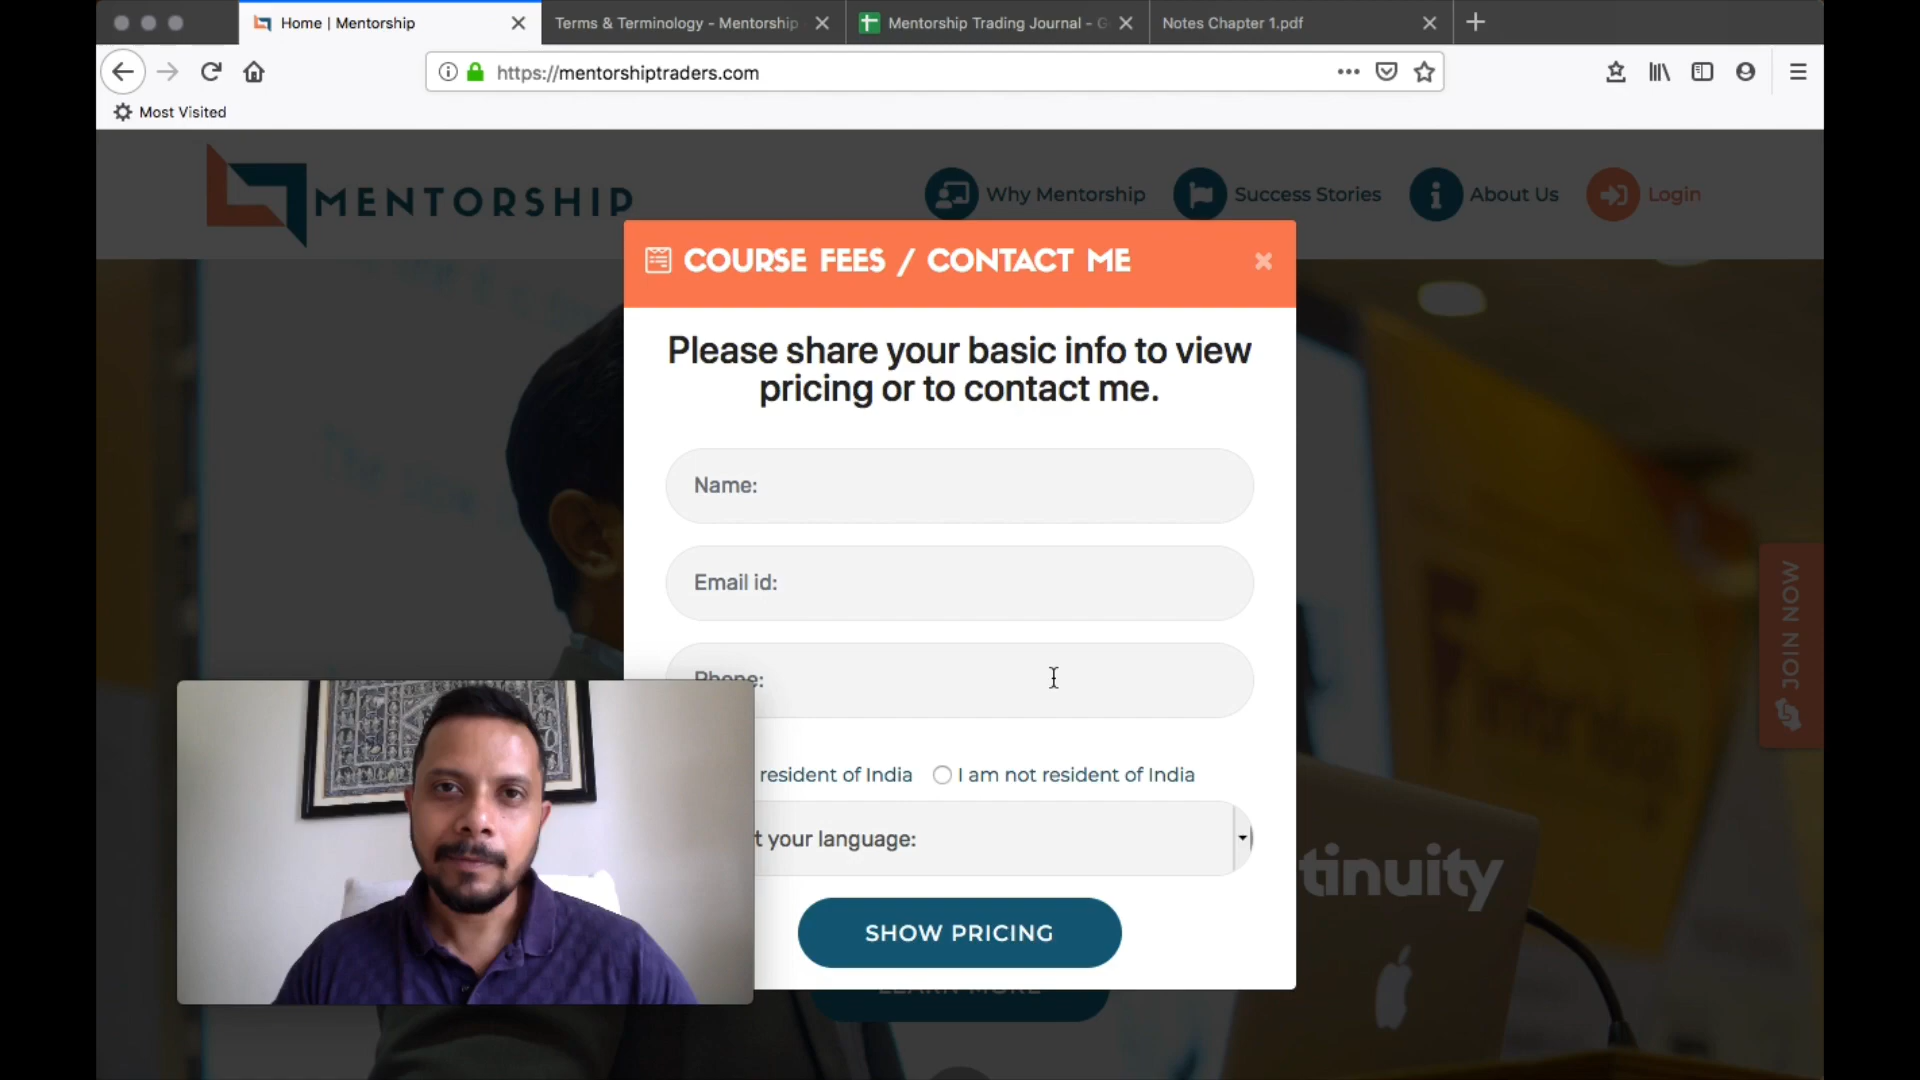 Home | Mentorship
Terms & Terminology - Mentorship
Mentorship Trading Journal - G
Notes Chapter 1.pdf
https://mentorshiptraders.com
Most Visited
MENTORSHIP
Why Mentorship
Success Stories
About Us
Login
COURSE FEES / CONTACT ME
Please share your basic info to view
pricing or to contact me.
Name:
Email id:
Phone:
resident of India
I am not resident of India
t your language:
SHOW PRICING
LEARN MORE
JOIN NOW
tinuity